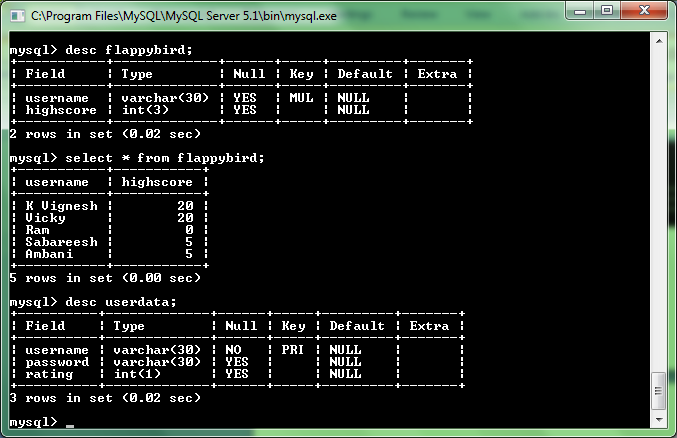 C:\Program Files\MySQL\MySQL Server 5.1\bin\mysql.exe
mysql> desc flappybird;
+-----------+-------------+------+-----+---------+-------+
| Field     | Type        | Null | Key | Default | Extra |
+-----------+-------------+------+-----+---------+-------+
| username  | varchar(30) | YES  | MUL | NULL    |       |
| highscore | int(3)      | YES  |     | NULL    |       |
+-----------+-------------+------+-----+---------+-------+
2 rows in set (0.02 sec)
mysql> select * from flappybird;
+-----------+-----------+
| username  | highscore |
+-----------+-----------+
| K Vignesh |        20 |
| Vicky     |        20 |
| Ram       |         0 |
| Sabareesh |         5 |
| Ambani    |         5 |
+-----------+-----------+
5 rows in set (0.00 sec)
mysql> desc userdata;
+----------+-------------+------+-----+---------+-------+
| Field    | Type        | Null | Key | Default | Extra |
+----------+-------------+------+-----+---------+-------+
| username | varchar(30) | NO   | PRI | NULL    |       |
| password | varchar(30) | YES  |     | NULL    |       |
| rating   | int(1)      | YES  |     | NULL    |       |
+----------+-------------+------+-----+---------+-------+
3 rows in set (0.02 sec)
mysql> _